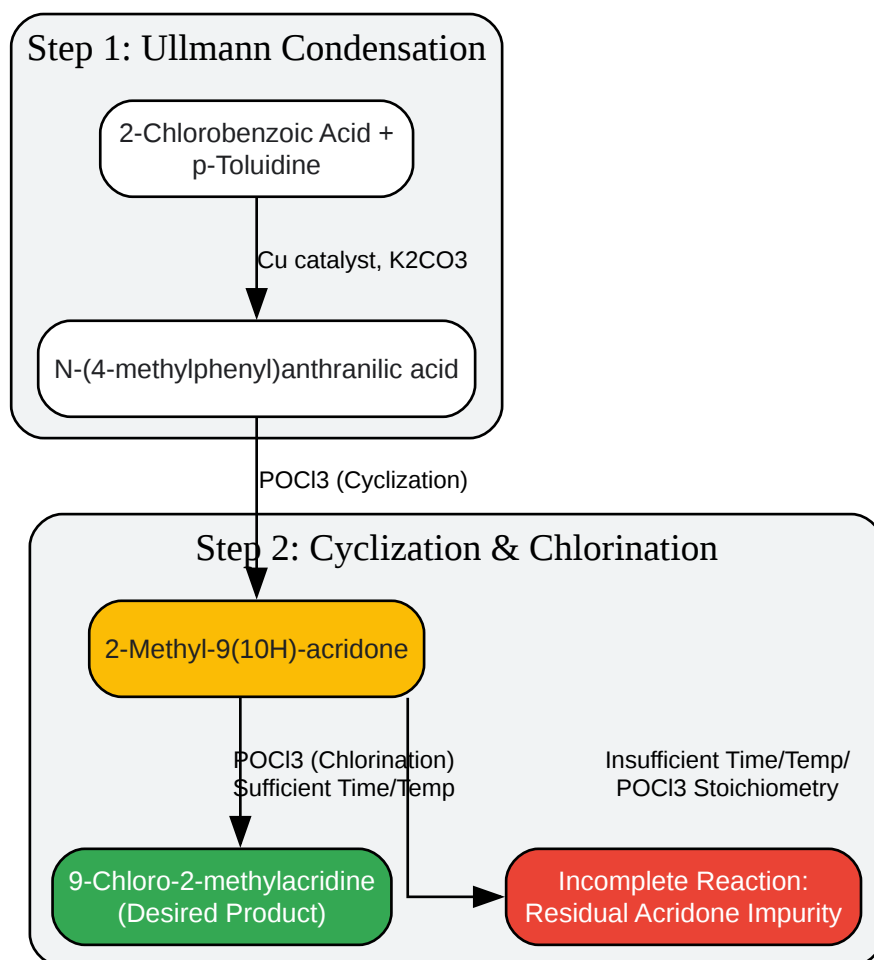 Step 1: Ullmann Condensation
2-Chlorobenzoic Acid +
p-Toluidine
Cu catalyst, K2CO3
N-(4-methylphenyl)anthranilic acid
POCl3 (Cyclization)
Step 2: Cyclization & Chlorination
2-Methyl-9(10H)-acridone
POCl3 (Chlorination)
Sufficient Time/Temp
Insufficient Time/Temp/
POCl3 Stoichiometry
9-Chloro-2-methylacridine
(Desired Product)
Incomplete Reaction:
Residual Acridone Impurity